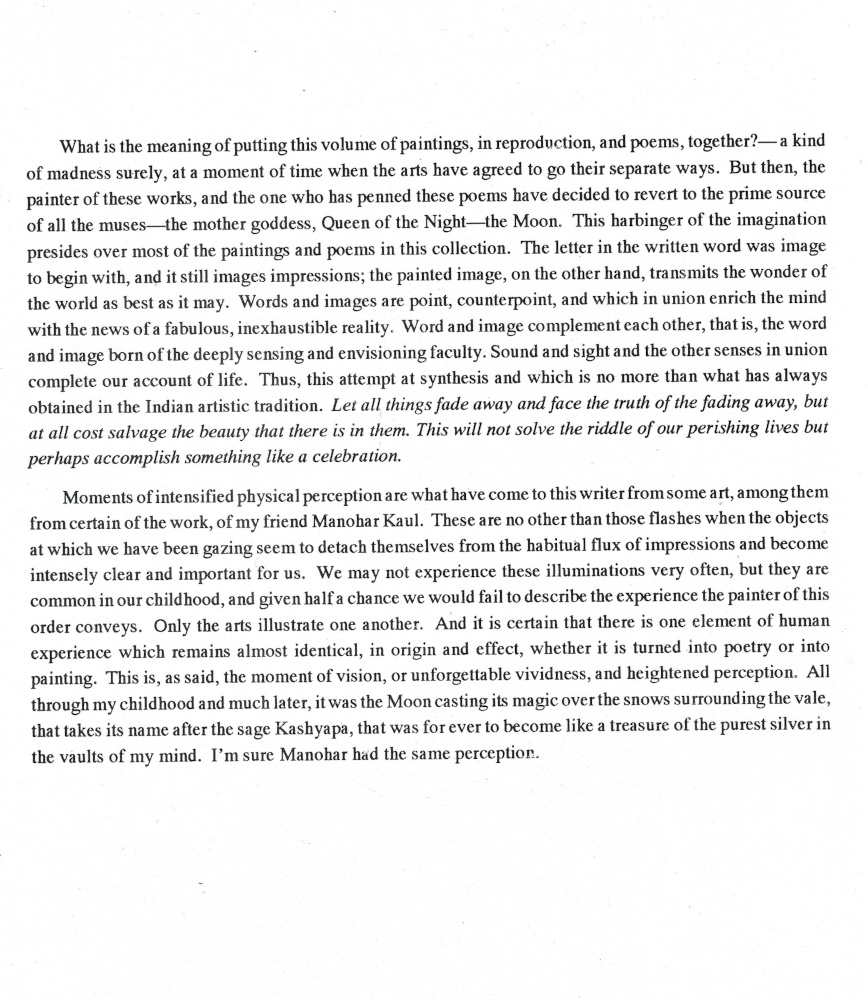 What is the meaning of putting this volume of paintings, in reproduction, and poems, together?—a kind
of madness surely, at a moment of time when the arts have agreed to go their separate ways. But then, the
painter of these works, and the one who has penned these poems have decided to revert to the prime source
of all the muses—the mother goddess, Queen of the Night—the Moon. This harbinger of the imagination
presides over most of the paintings and poems in this collection. The letter in the written word was image
to begin with, and it still images impressions; the painted image, on the other hand, transmits the wonder of
the world as best as it may. Words and images are point, counterpoint, and which in union enrich the mind
with the news of a fabulous, inexhaustible reality. Word and image complement each other, that is, the word
and image born of the deeply sensing and envisioning faculty. Sound and sight and the other senses in union
complete our account of life. Thus, this attempt at synthesis and which is no more than what has always
obtained in the Indian artistic tradition. Let all things fade away and face the truth of the fading away, but
at all cost salvage the beauty that there is in them. This will not solve the riddle of our perishing lives but
perhaps accomplish something like a celebration.
Moments of intensified physical perception are what have come to this writer from some art, among them
from certain of the work, of my friend Manohar Kaul. These are no other than those flashes when the objects
at which we have been gazing seem to detach themselves from the habitual flux of impressions and become
intensely clear and important for us. We may not experience these illuminations very often, but they are
common in our childhood, and given half a chance we would fail to describe the experience the painter of this
order conveys. Only the arts illustrate one another. And it is certain that there is one element of human
experience which remains almost identical, in origin and effect, whether it is turned into poetry or into
painting. This is, as said, the moment of vision, or unforgettable vividness, and heightened perception. All
through my childhood and much later, it was the Moon casting its magic over the snows surrounding the vale,
that takes its name after the sage Kashyapa, that was for ever to become like a treasure of the purest silver in
the vaults of my mind. I'm sure Manohar had the same perception.